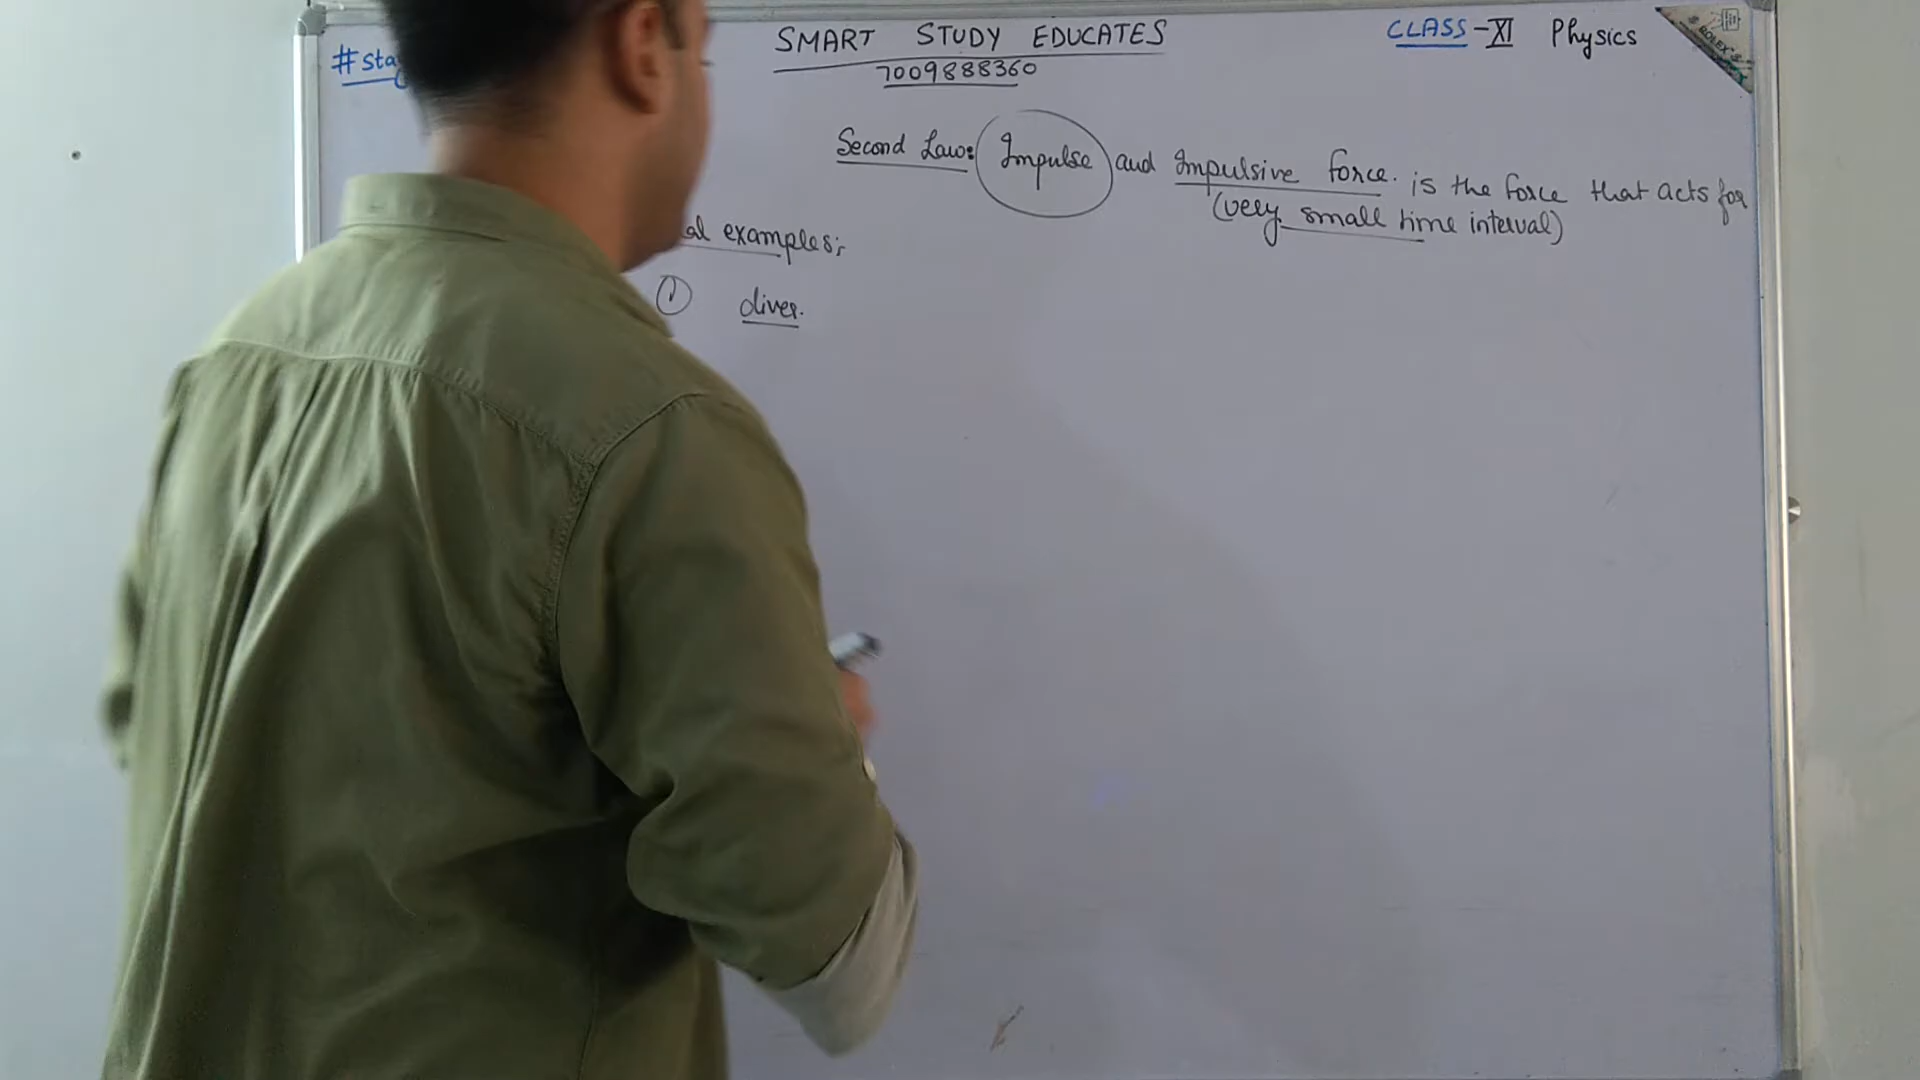 SMART STUDY EDUCATES
7009888360
CLASS-XI Physics
#sta
ROLEX
Second Law: Impulse and Impulsive force. is the force that acts for
(very small time interval)
al examples;
① diver.